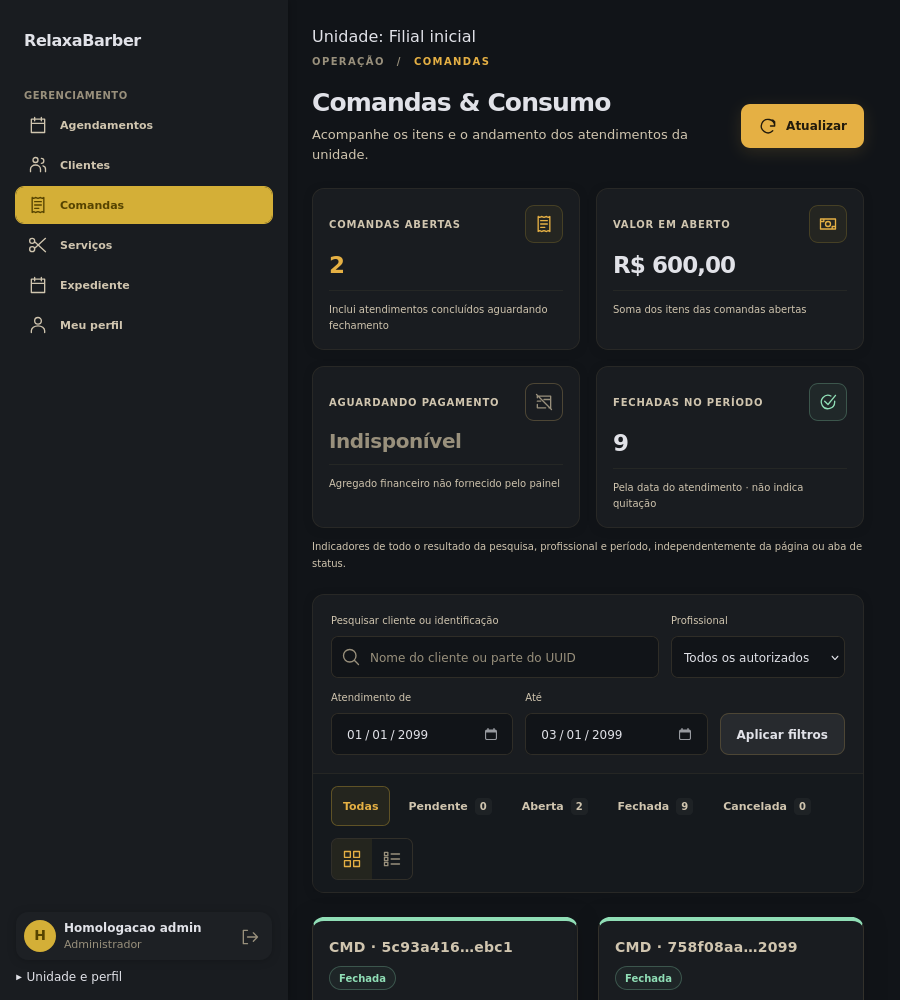 RelaxaBarber
GERENCIAMENTO
Agendamentos
Clientes
Comandas
Serviços
Expediente
Meu perfil
H
Homologacao admin
Administrador
▸ Unidade e perfil
Unidade: Filial inicial
OPERAÇÃO / COMANDAS
Comandas & Consumo
Acompanhe os itens e o andamento dos atendimentos da
unidade.
Atualizar
COMANDAS ABERTAS
2
Inclui atendimentos concluídos aguardando
fechamento
VALOR EM ABERTO
R$ 600,00
Soma dos itens das comandas abertas
AGUARDANDO PAGAMENTO
Indisponível
Agregado financeiro não fornecido pelo painel
FECHADAS NO PERÍODO
9
Pela data do atendimento · não indica
quitação
Indicadores de todo o resultado da pesquisa, profissional e período, independentemente da página ou aba de
status.
Pesquisar cliente ou identificação
Nome do cliente ou parte do UUID
Profissional
Todos os autorizados
Atendimento de
01/01/2099
Até
03/01/2099
Aplicar filtros
Todas Pendente 0 Aberta 2 Fechada 9 Cancelada 0
CMD · 5c93a416…ebc1
Fechada
CMD · 758f08aa…2099
Fechada